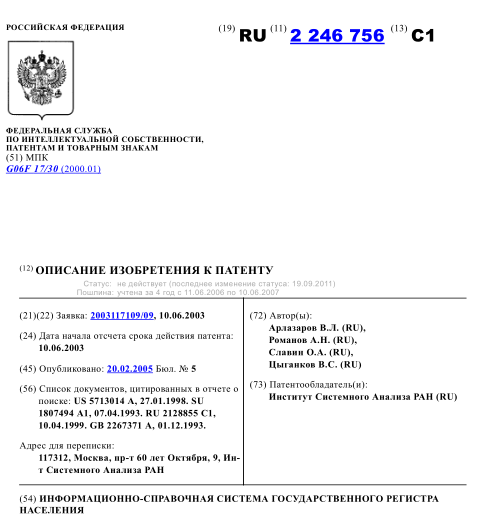 РОССИЙСКАЯ ФЕДЕРАЦИЯ
(19) RU (11) 2 246 756 (13) C1
ФЕДЕРАЛЬНАЯ СЛУЖБА
ПО ИНТЕЛЛЕКТУАЛЬНОЙ СОБСТВЕННОСТИ,
ПАТЕНТАМ И ТОВАРНЫМ ЗНАКАМ
(51) МПК
G06F 17/30 (2000.01)
(12) ОПИСАНИЕ ИЗОБРЕТЕНИЯ К ПАТЕНТУ
Статус: не действует (последнее изменение статуса: 19.09.2011)
Пошлина: учтена за 4 год с 11.06.2006 по 10.06.2007
(21)(22) Заявка: 2003117109/09, 10.06.2003
(24) Дата начала отсчета срока действия патента:
10.06.2003
(45) Опубликовано: 20.02.2005 Бюл. № 5
(56) Список документов, цитированных в отчете о
поиске: US 5713014 A, 27.01.1998. SU
1807494 A1, 07.04.1993. RU 2128855 C1,
10.04.1999. GB 2267371 A, 01.12.1993.
Адрес для переписки:
117312, Москва, пр-т 60 лет Октября, 9, Ин-
т Системного Анализа РАН
(72) Автор(ы):
Арлазаров В.Л. (RU),
Романов А.Н. (RU),
Славин О.А. (RU),
Цыганков В.С. (RU)
(73) Патентообладатель(и):
Институт Системного Анализа РАН (RU)
(54) ИНФОРМАЦИОННО-СПРАВОЧНАЯ СИСТЕМА ГОСУДАРСТВЕННОГО РЕГИСТРА
НАСЕЛЕНИЯ